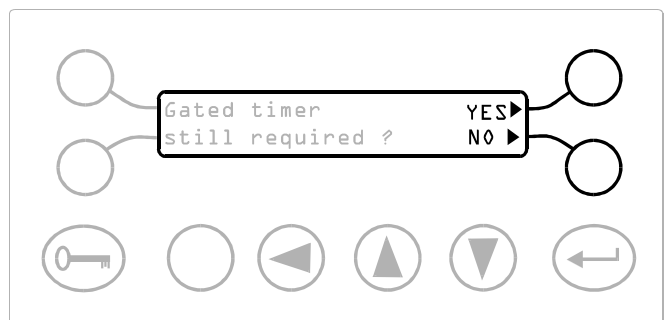 Gated timer YES▶
still required ? NO ▶